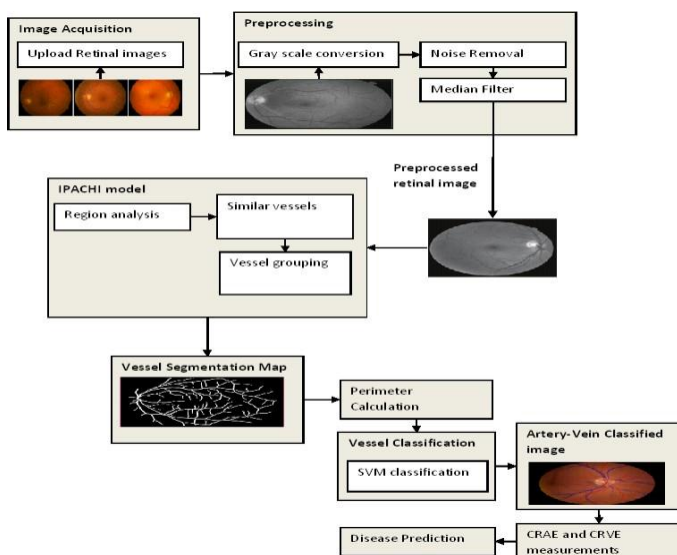 Image Acquisition
Upload Retinal images
Preprocessing
Gray scale conversion
Noise Removal
Median Filter
Preprocessed
retinal image
IPACHI model
Region analysis
Similar vessels
Vessel grouping
Vessel Segmentation Map
Perimeter
Calculation
Vessel Classification
SVM classification
Artery-Vein Classified
image
CRAE and CRVE
measurements
Disease Prediction